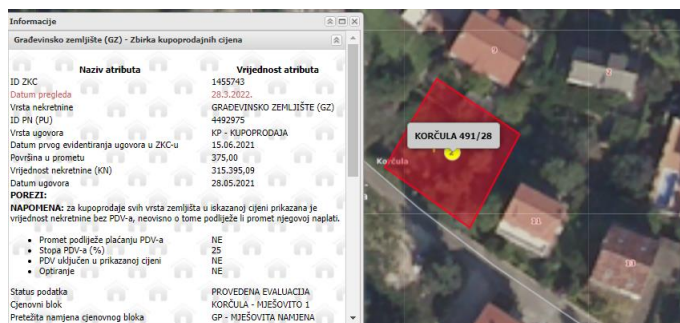 Informacije
Građevinsko zemljište (GZ) - Zbirka kupoprodajnih cijena
Naziv atributa Vrijednost atributa
ID ZKC 1455743
Datum pregleda 28.3.2022.
Vrsta nekretnine GRAĐEVINSKO ZEMLJIŠTE (GZ)
ID PN (PU) 4492975
Vrsta ugovora KP - KUPOPRODAJA
Datum prvog evidentiranja ugovora u ZKC-u 15.06.2021
Površina u prometu 375,00
Vrijednost nekretnine (KN) 315.395,09
Datum ugovora 28.05.2021
POREZI:
NAPOMENA: za kupoprodaje svih vrsta zemljišta u iskazanoj cijeni prikazana je
vrijednost nekretnine bez PDV-a, neovisno o tome podliježe li promet njegovoj naplati.
• Promet podliježe plaćanju PDV-a NE
• Stopa PDV-a (%) 25
• PDV uključen u prikazanoj cijeni NE
• Optiranje NE
Status podatka PROVEDENA EVALUACIJA
Cjenovni blok KORČULA - MJEŠOVITO 1
Pretežita namjena cjenovnog bloka GP - MJEŠOVITA NAMJENA
9
2
KORČULA 491/28
Korčula
11
13